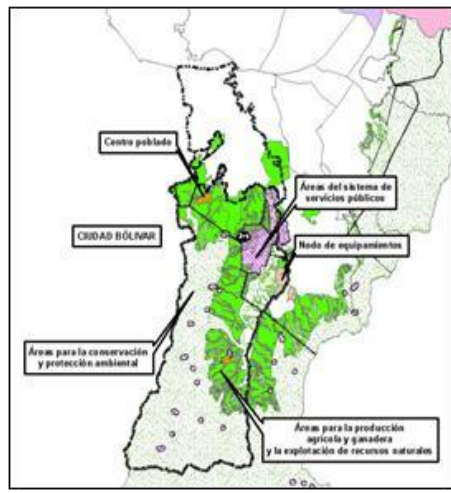 Centro poblado
Áreas del sistema de
servicios públicos
CIUDAD BÓLIVAR
Nodo de equipamientos
Áreas para la conservación
y protección ambiental
Áreas para la producción
agrícola y ganadera
y la explotación de recursos naturales